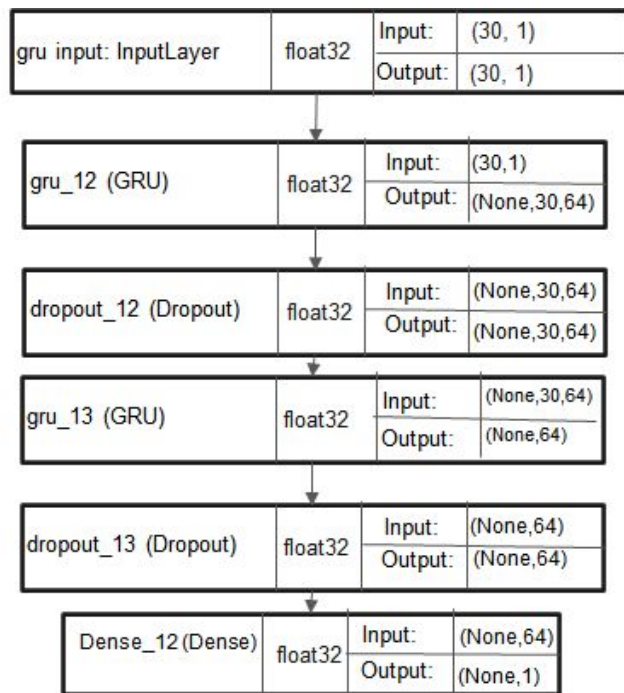 gru input: InputLayer float32 Input: (30, 1)
Output: (30, 1)
gru_12 (GRU) float32 Input: (30,1)
Output: (None,30,64)
dropout_12 (Dropout) float32 Input: (None,30,64)
Output: (None,30,64)
gru_13 (GRU) float32 Input: (None,30,64)
Output: (None,64)
dropout_13 (Dropout) float32 Input: (None,64)
Output: (None,64)
Dense_12 (Dense) float32 Input: (None,64)
Output: (None,1)